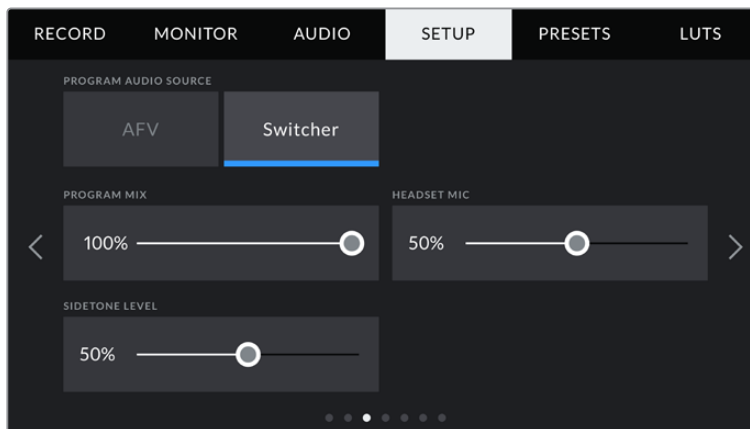 RECORD MONITOR AUDIO SETUP PRESETS LUTS
PROGRAM AUDIO SOURCE
AFV Switcher
PROGRAM MIX HEADSET MIC
100% 50%
SIDETONE LEVEL
50%